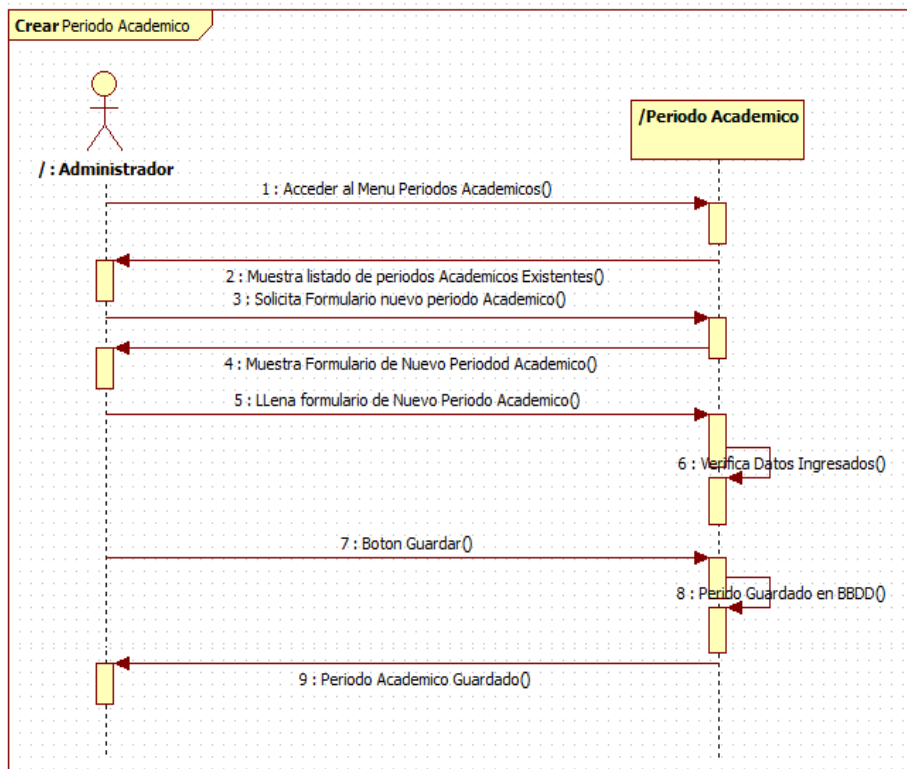 Crear Periodo Academico
/Periodo Academico
/ : Administrador
1 : Acceder al Menu Periodos Academicos()
2 : Muestra listado de periodos Academicos Existentes()
3 : Solicita Formulario nuevo periodo Academico()
4 : Muestra Formulario de Nuevo Periodod Academico()
5 : LLena formulario de Nuevo Periodo Academico()
6 : Verifica Datos Ingresados()
7 : Boton Guardar()
8 : Perido Guardado en BBDD()
9 : Periodo Academico Guardado()